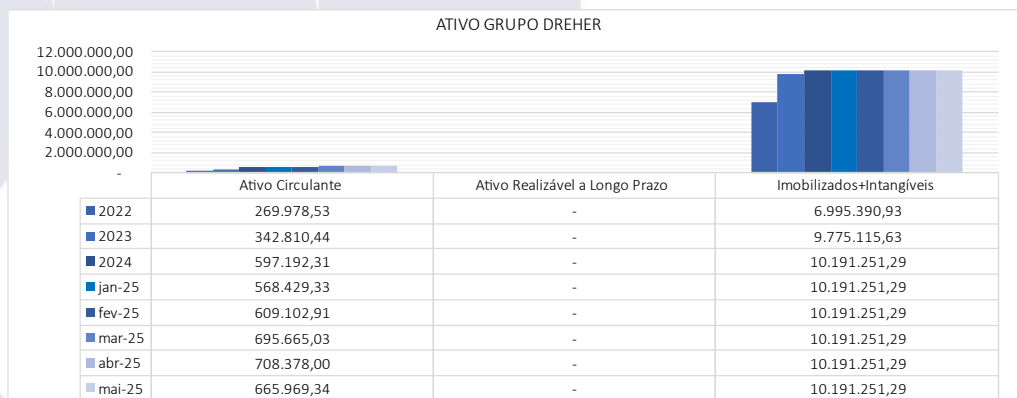 ATIVO GRUPO DREHER
12.000.000,00
10.000.000,00
8.000.000,00
6.000.000,00
4.000.000,00
2.000.000,00
-
Ativo Circulante Ativo Realizável a Longo Prazo Imobilizados+Intangíveis
2022 269.978,53 - 6.995.390,93
2023 342.810,44 - 9.775.115,63
2024 597.192,31 - 10.191.251,29
jan-25 568.429,33 - 10.191.251,29
fev-25 609.102,91 - 10.191.251,29
mar-25 695.665,03 - 10.191.251,29
abr-25 708.378,00 - 10.191.251,29
mai-25 665.969,34 - 10.191.251,29